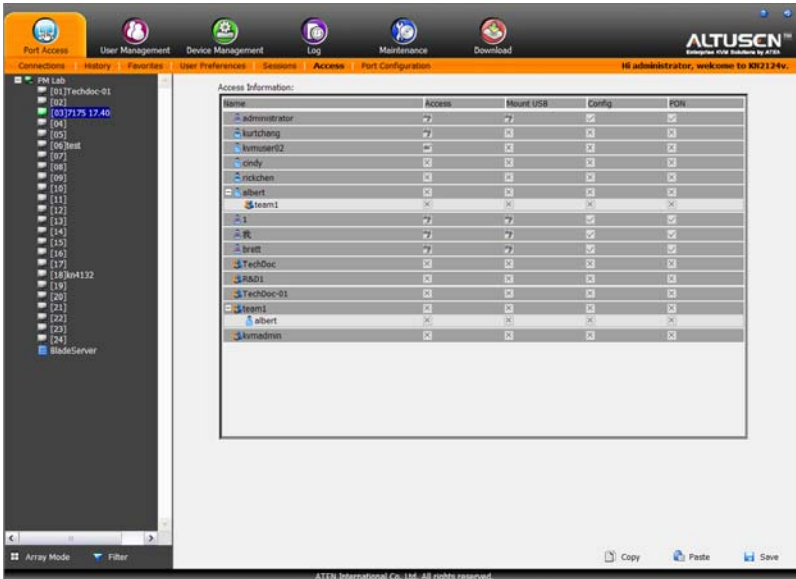 Port Access User Management Device Management Log Maintenance Download
ALTUSEN™
Enterprise KVM Solutions by ATEN
Connections History Favorites User Preferences Sessions Access Port Configuration Hi administrator, welcome to KN2124v.
PM Lab
[01]Techdoc-01
[02]
[03]7175 17.40
[04]
[05]
[06]test
[07]
[08]
[09]
[10]
[11]
[12]
[13]
[14]
[15]
[16]
[17]
[18]kn4132
[19]
[20]
[21]
[22]
[23]
[24]
BladeServer
Access Information:
Name Access Mount USB Config PON
administrator
kurtchang
kvmuser02
cindy
rickchen
albert
team1
1
我
brett
TechDoc
R&D1
TechDoc-01
team1
albert
kvmadmin
Array Mode Filter
Copy Paste Save
ATEN International Co. Ltd. All rights reserved.